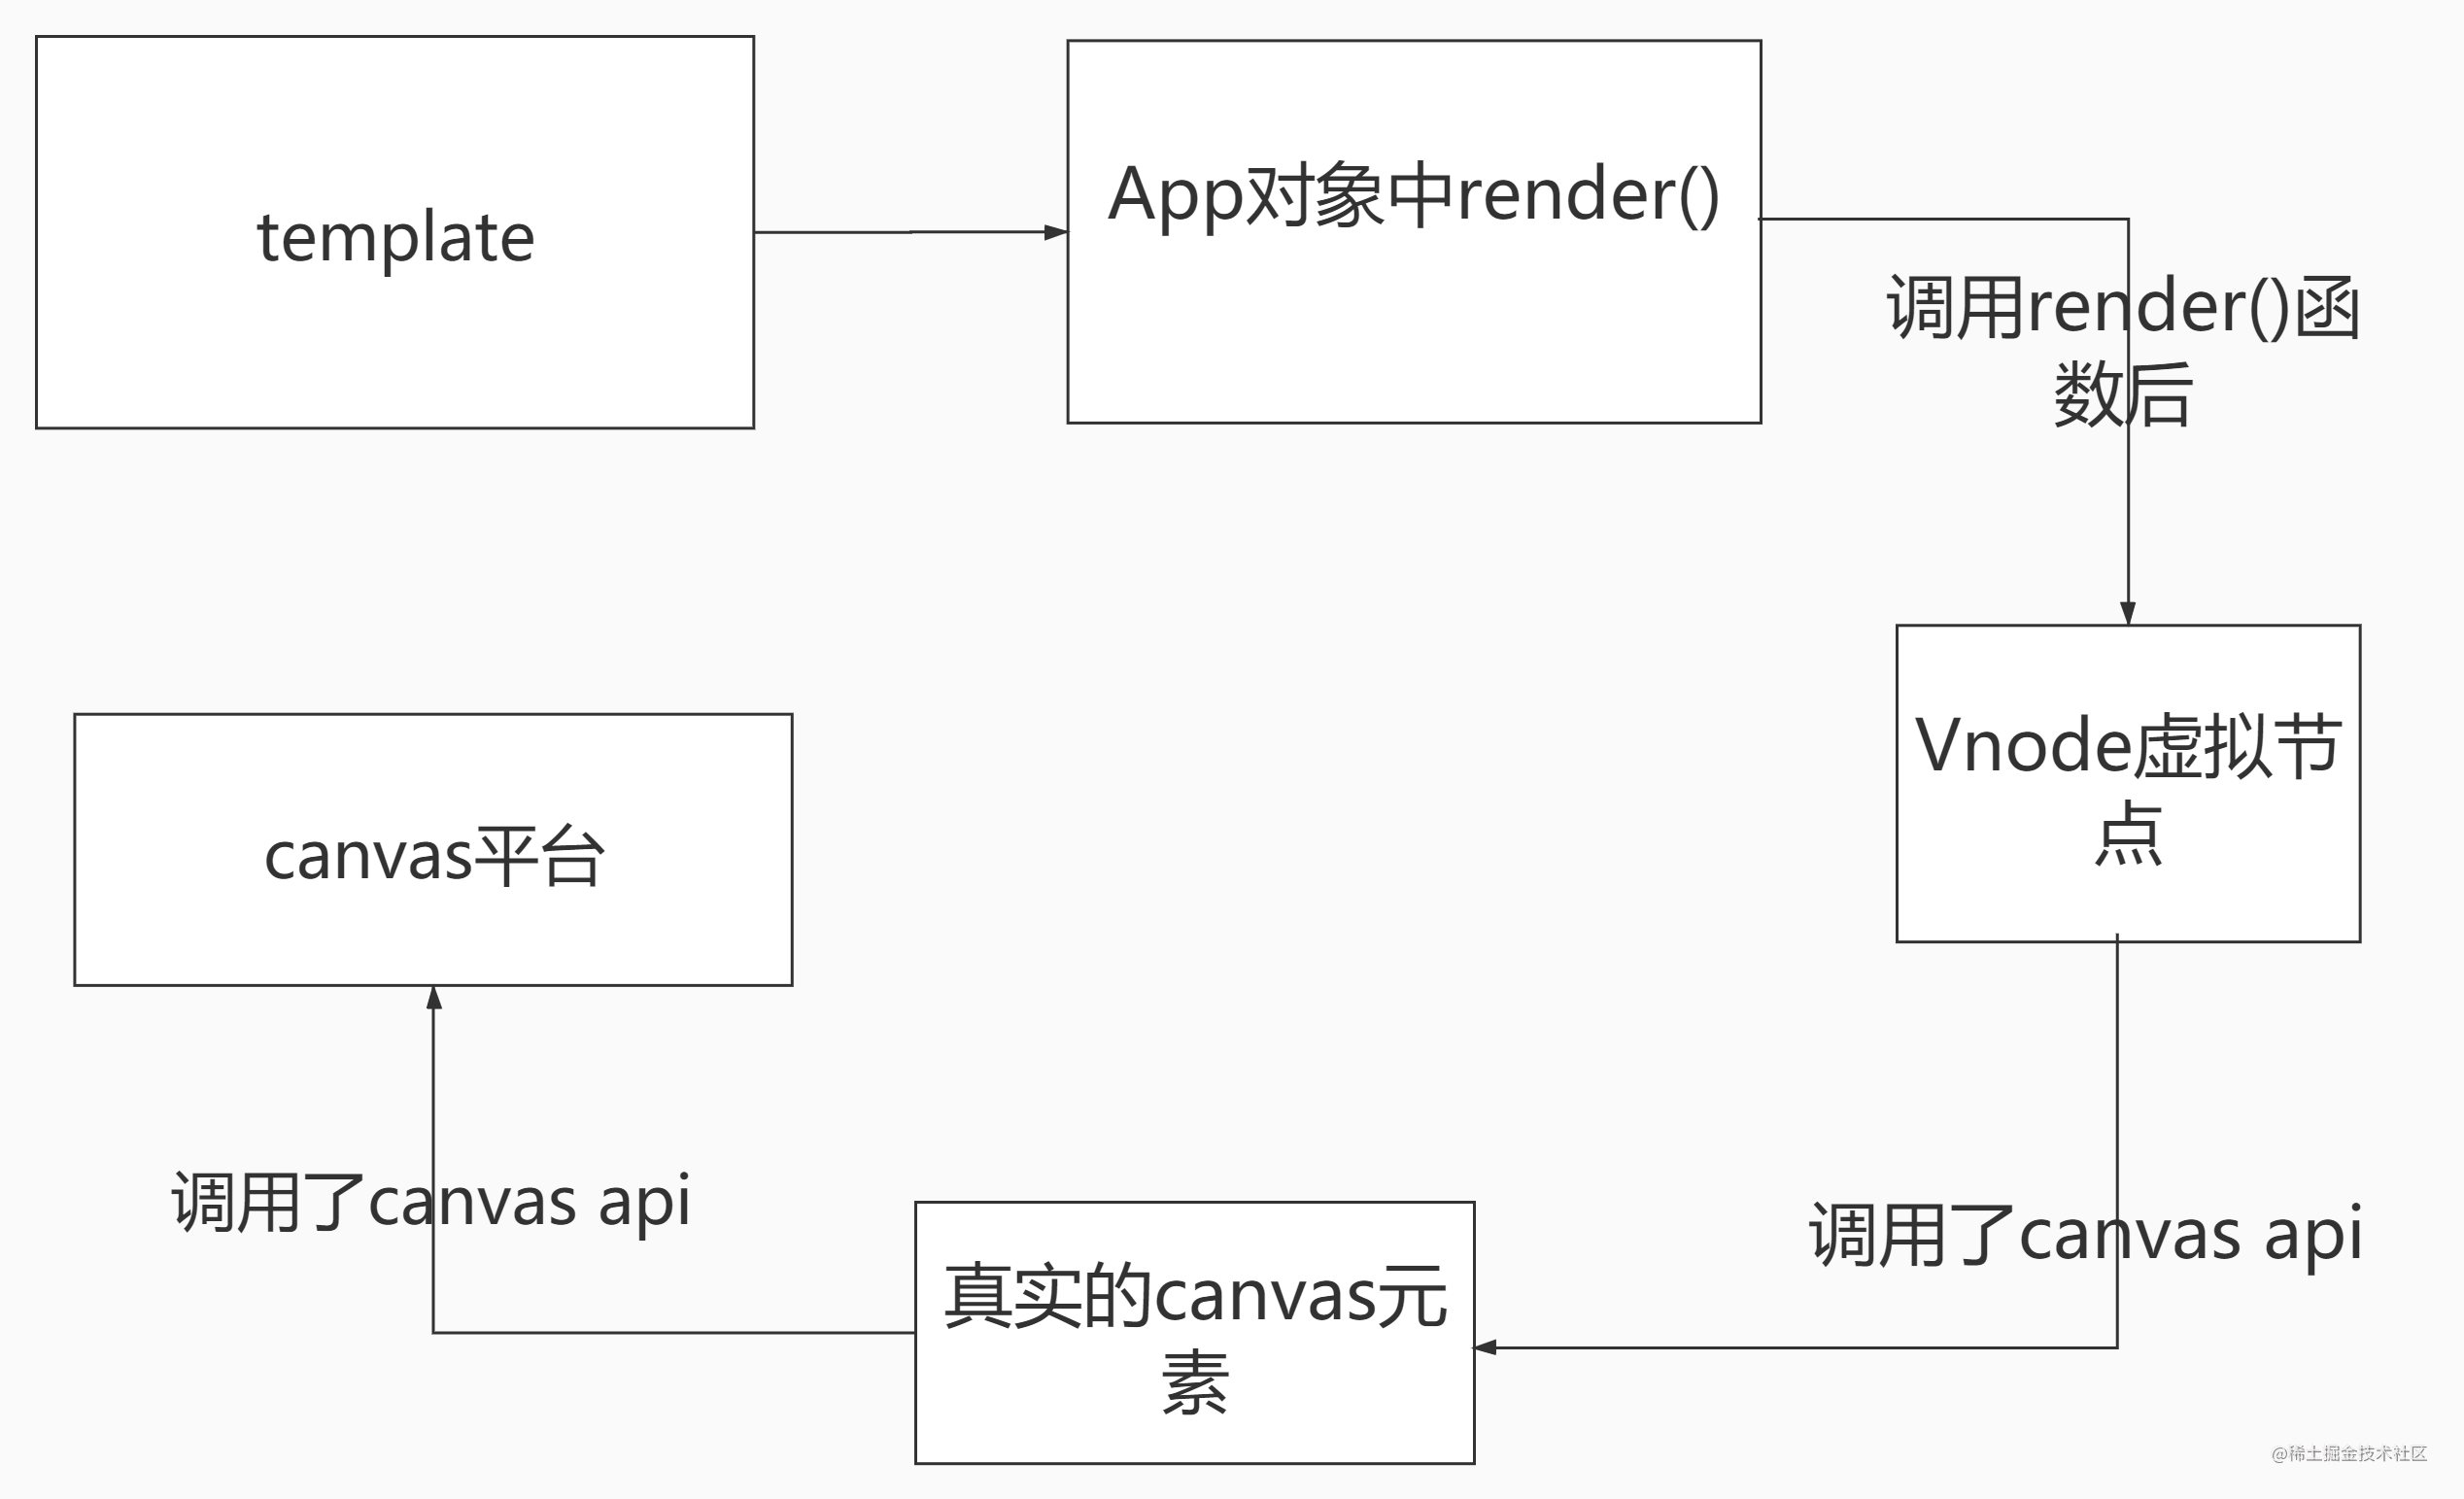 template
App对象中render()
调用render()函
数后
Vnode虚拟节
点
canvas平台
调用了canvas api
调用了canvas api
真实的canvas元
素
@稀土掘金技术社区